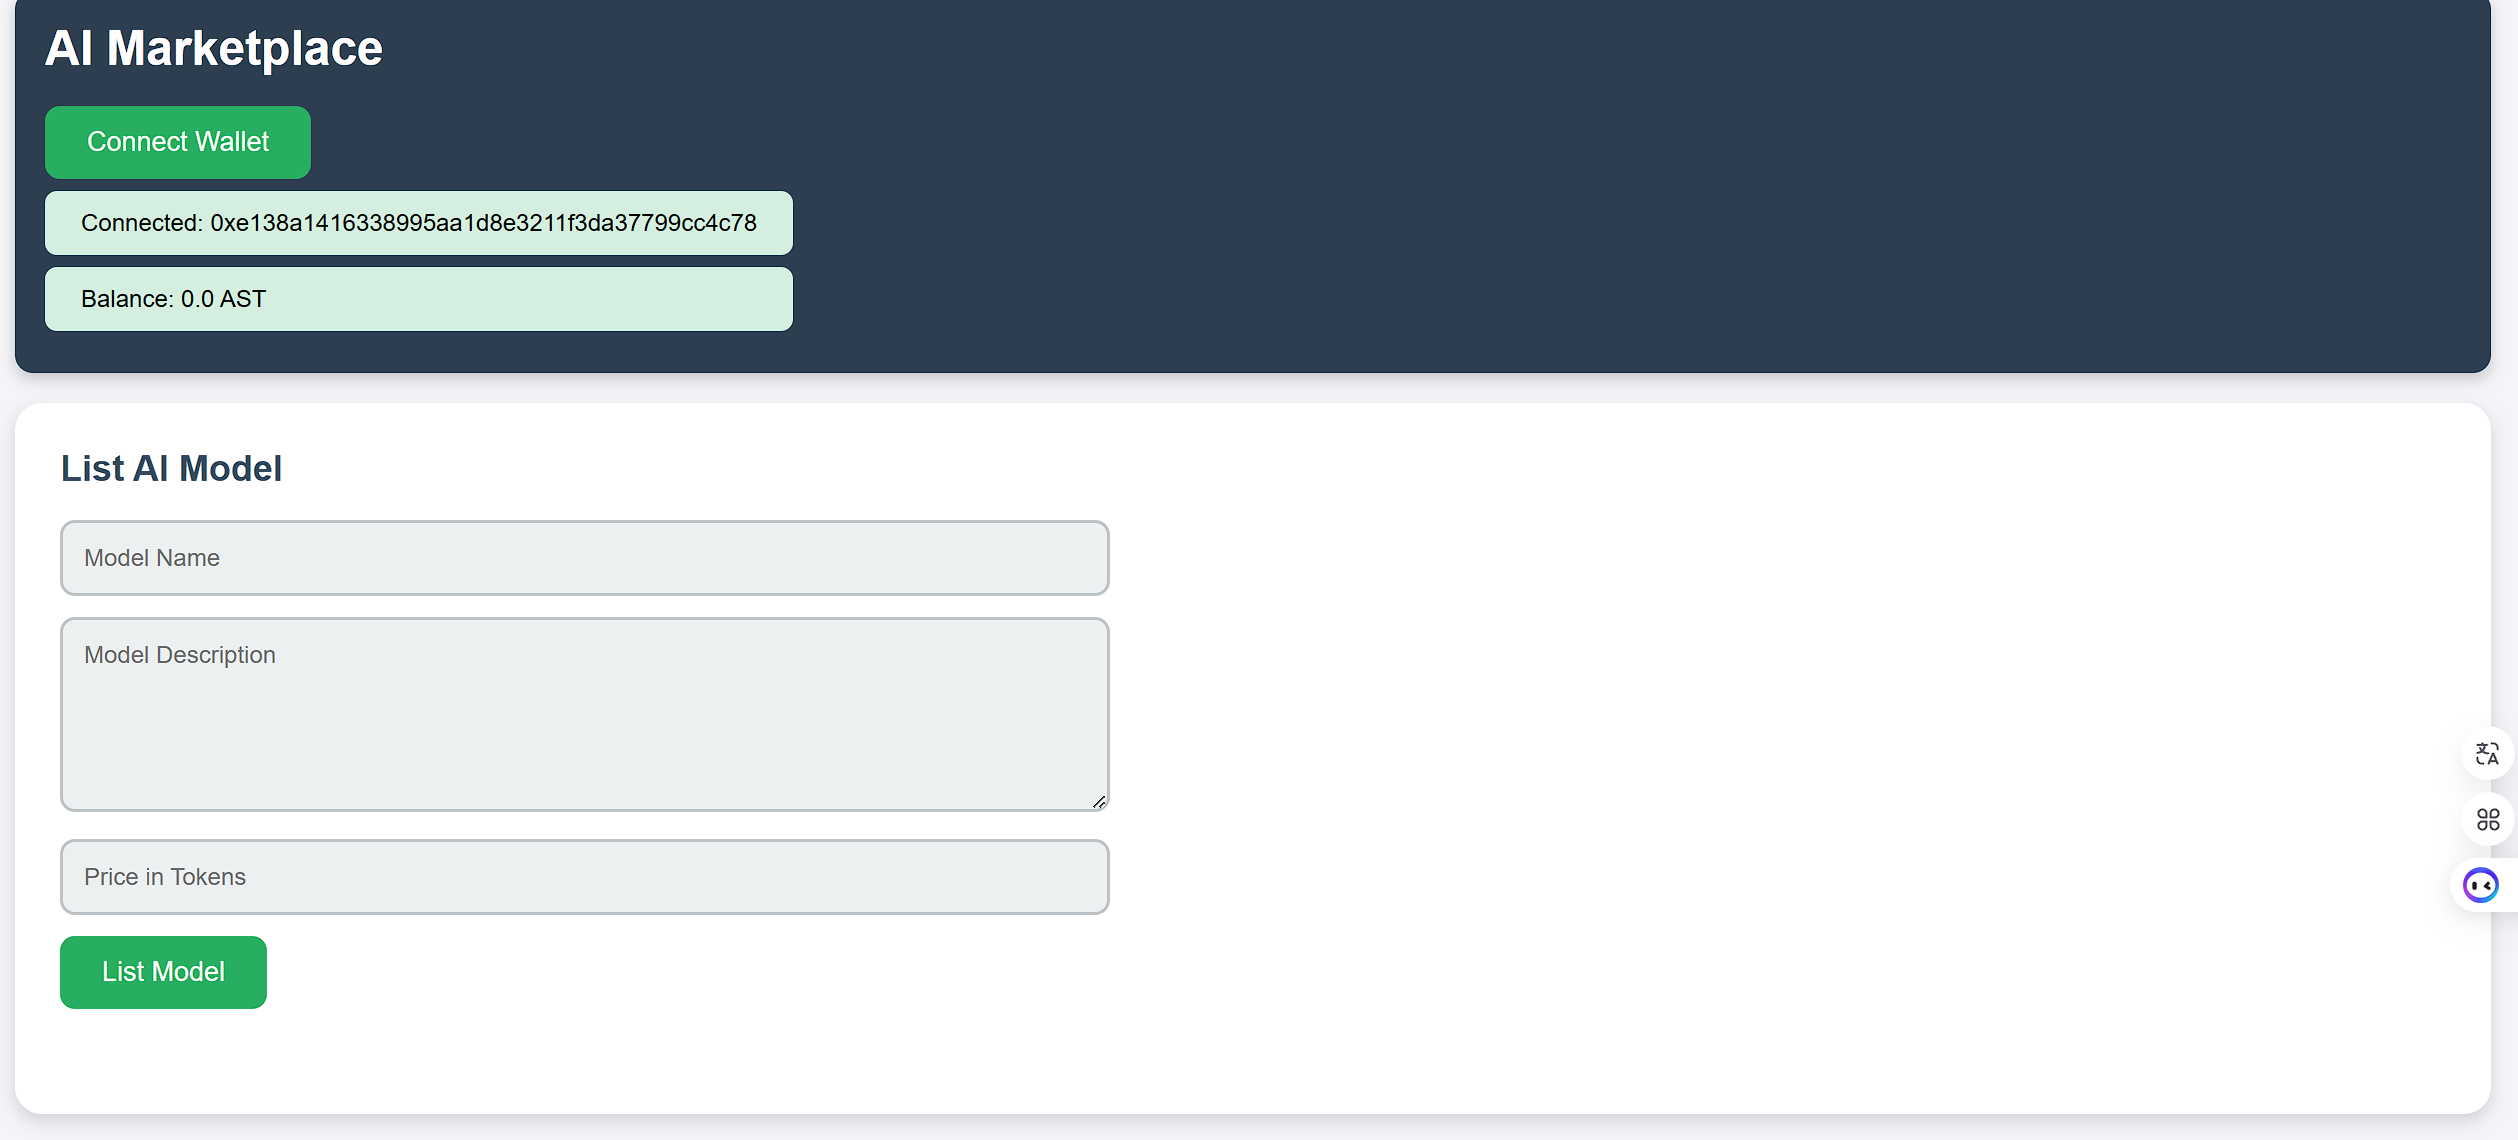 AI Marketplace
Connect Wallet
Connected: 0xe138a1416338995aa1d8e3211f3da37799cc4c78
Balance: 0.0 AST
List AI Model
Model Name
Model Description
Price in Tokens
List Model